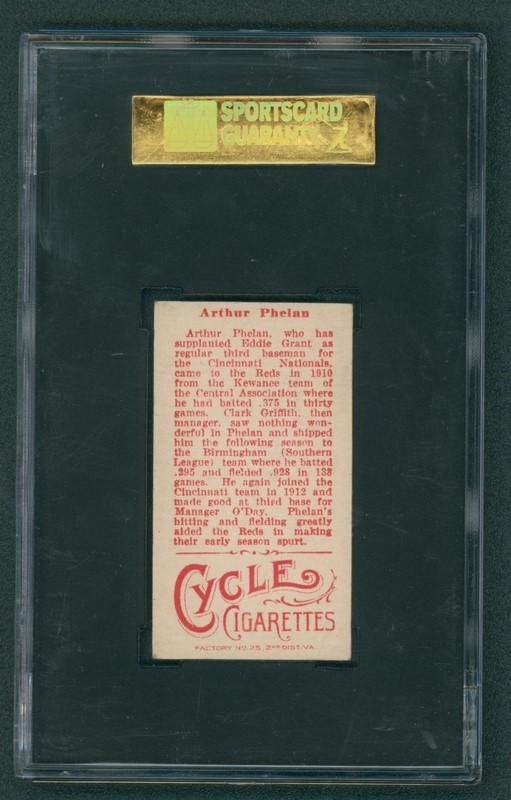 SPORTSCARD
GUARANTY
Arthur Phelan
Arthur Phelan, who has
supplanted Eddie Grant as
regular third baseman for
the Cincinnati Nationals,
came to the Reds in 1910
from the Kewanee team of
the Central Association where
he had batted .375 in thirty
games. Clark Griffith, then
manager, saw nothing won-
derful in Phelan and shipped
him the following season to
the Birmingham (Southern
League) team where he batted
.295 and fielded .928 in 138
games. He again joined the
Cincinnati team in 1912 and
made good at third base for
Manager O'Day. Phelan's
hitting and fielding greatly
aided the Reds in making
their early season spurt.
CYCLE
CIGARETTES
FACTORY NO. 25, 2ND DIST. VA.